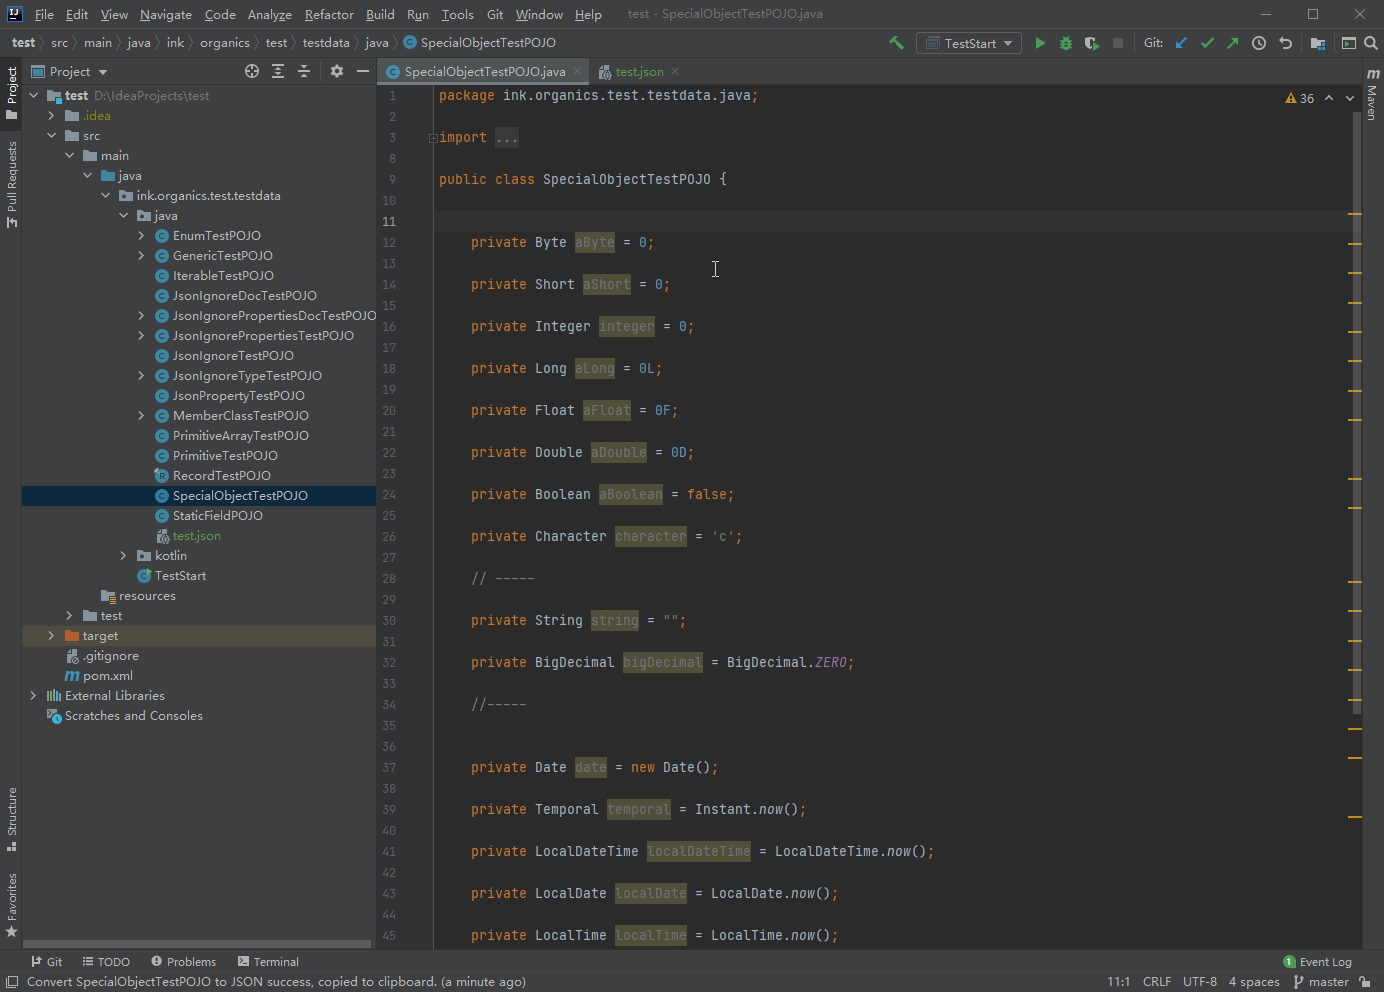 IJ File Edit View Navigate Code Analyze Refactor Build Run Tools Git Window Help test - SpecialObjectTestPOJO.java
test src main java ink organics test testdata java C SpecialObjectTestPOJO TestStart Git:
Project
SpecialObjectTestPOJO.java
test.json
test D:\IdeaProjects\test
.idea
src
main
java
ink.organics.test.testdata
java
EnumTestPOJO
GenericTestPOJO
IterableTestPOJO
JsonIgnoreDocTestPOJO
JsonIgnorePropertiesDocTestPOJO
JsonIgnorePropertiesTestPOJO
JsonIgnoreTestPOJO
JsonIgnoreTypeTestPOJO
JsonPropertyTestPOJO
MemberClassTestPOJO
PrimitiveArrayTestPOJO
PrimitiveTestPOJO
RecordTestPOJO
SpecialObjectTestPOJO
StaticFieldPOJO
test.json
kotlin
TestStart
resources
test
target
.gitignore
pom.xml
External Libraries
Scratches and Consoles
Project
Pull Requests
Structure
Favorites
1 package ink.organics.test.testdata.java;
2
3 import ...
8
9 public class SpecialObjectTestPOJO {
10
11
12 private Byte aByte = 0;
13
14 private Short aShort = 0;
15
16 private Integer integer = 0;
17
18 private Long aLong = 0L;
19
20 private Float aFloat = 0F;
21
22 private Double aDouble = 0D;
23
24 private Boolean aBoolean = false;
25
26 private Character character = 'c';
27
28 // -----
29
30 private String string = "";
31
32 private BigDecimal bigDecimal = BigDecimal.ZERO;
33
34 //-----
35
36
37 private Date date = new Date();
38
39 private Temporal temporal = Instant.now();
40
41 private LocalDateTime localDateTime = LocalDateTime.now();
42
43 private LocalDate localDate = LocalDate.now();
44
45 private LocalTime localTime = LocalTime.now();
36
m Maven
Git TODO Problems Terminal 1 Event Log
Convert SpecialObjectTestPOJO to JSON success, copied to clipboard. (a minute ago) 11:1 CRLF UTF-8 4 spaces master